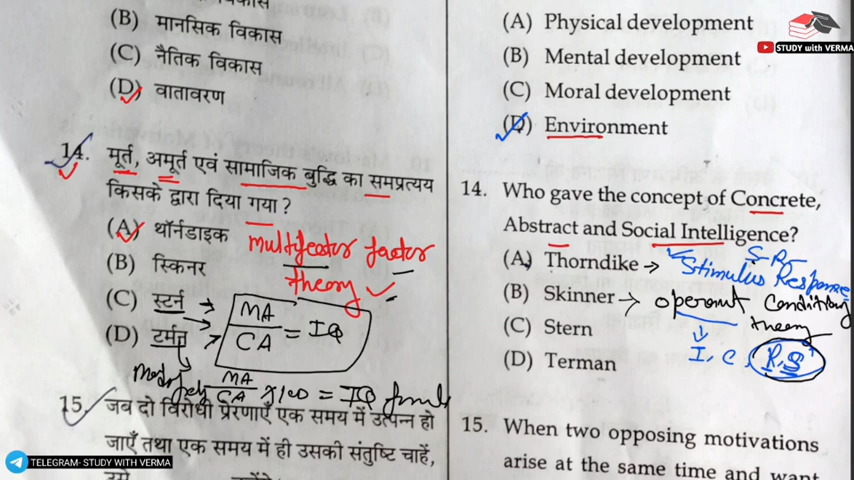 (B) मानसिक विकास
(C) नैतिक विकास
(D) वातावरण
14. मूर्त, अमूर्त एवं सामाजिक बुद्धि का समप्रत्यय
किसके द्वारा दिया गया ?
(A) थॉर्नडाइक
multifactor factor
theory
(B) स्किनर
(C) स्टर्न
(D) टर्मन
MA
CA
= IQ
MA
CA
x100 = IQ
15. जब दो विरोधी प्रेरणाएँ एक समय में उत्पन्न हो
जाएँ तथा एक समय में ही उसकी संतुष्टि चाहें,
TELEGRAM- STUDY WITH VERMA
(A) Physical development
(B) Mental development
(C) Moral development
(D) Environment
14. Who gave the concept of Concrete,
Abstract and Social Intelligence?
(A) Thorndike
S-R
Stimulus Response
(B) Skinner
operant
theory
(C) Stern
I, C,
(D) Terman
15. When two opposing motivations
arise at the same time and want
STUDY with VERMA